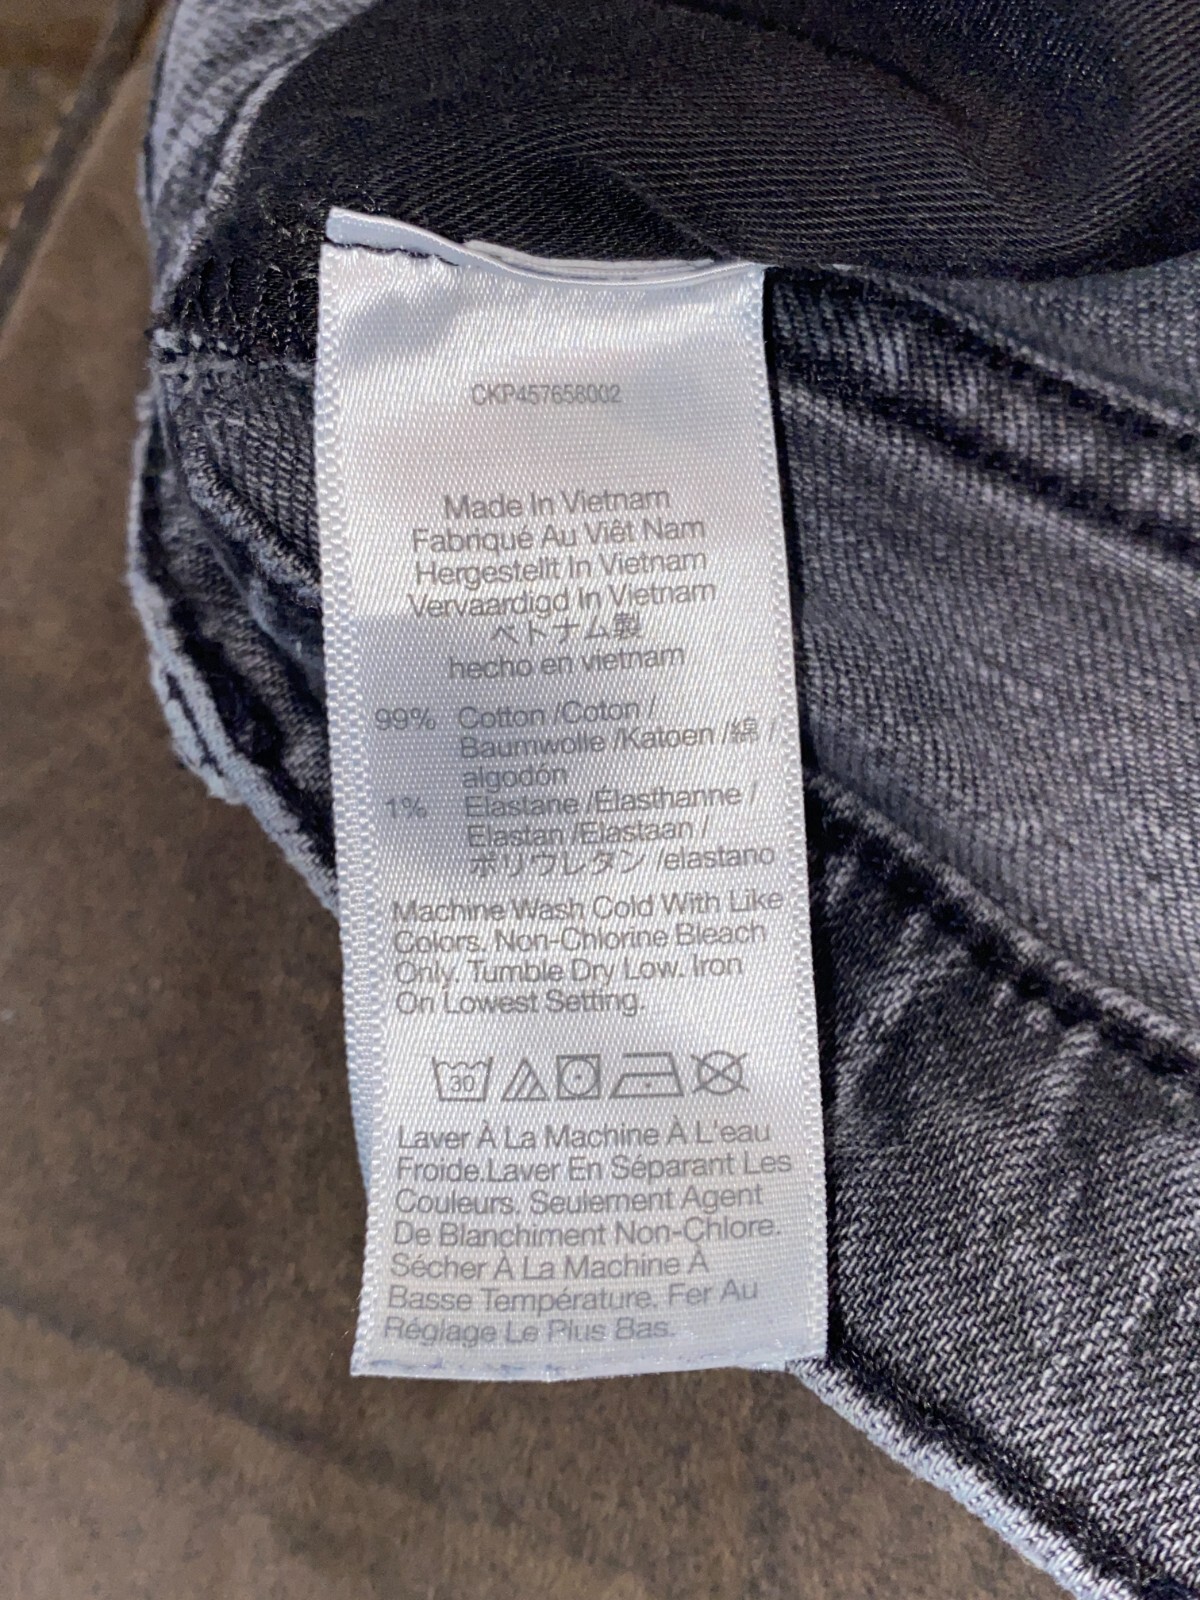 CKP457658002
Made In Vietnam
Fabriqué Au Viêt Nam
Hergestellt In Vietnam
Vervaardigd In Vietnam
ベトナム製
hecho en vietnam
99% Cotton /Coton /
Baumwolle /Katoen /綿 /
algodón
1% Elastane /Elasthanne /
Elastan /Elastaan /
ポリウレタン /elastano
Machine Wash Cold With Like
Colors. Non-Chlorine Bleach
Only. Tumble Dry Low. Iron
On Lowest Setting.
30
Laver À La Machine À L'eau
Froide.Laver En Séparant Les
Couleurs. Seulement Agent
De Blanchiment Non-Chlore.
Sécher À La Machine À
Basse Température. Fer Au
Réglage Le Plus Bas.